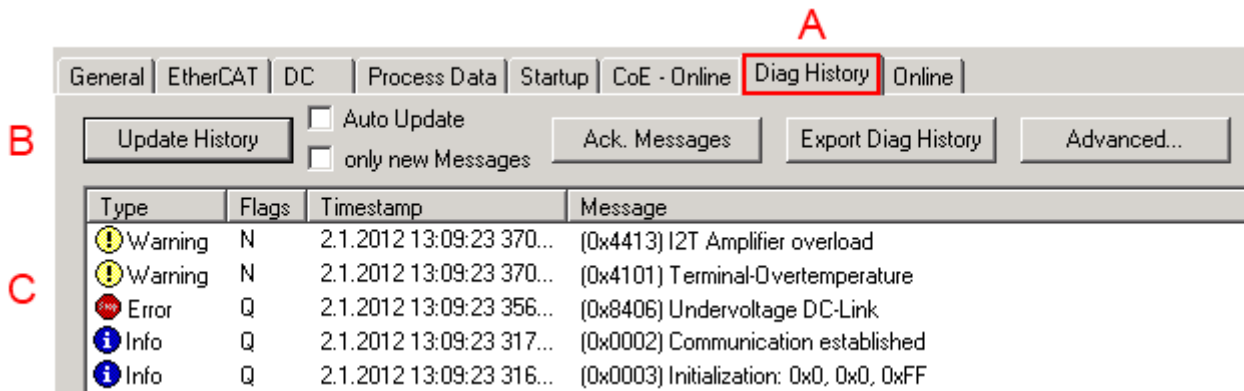 A
General EtherCAT DC Process Data Startup CoE - Online Diag History Online
B
Update History Auto Update Ack. Messages Export Diag History Advanced...
only new Messages
Type Flags Timestamp Message
C
Warning N 2.1.2012 13:09:23 370... (0x4413) I2T Amplifier overload
Warning N 2.1.2012 13:09:23 370... (0x4101) Terminal-Overtemperature
Error Q 2.1.2012 13:09:23 356... (0x8406) Undervoltage DC-Link
Info Q 2.1.2012 13:09:23 317... (0x0002) Communication established
Info Q 2.1.2012 13:09:23 316... (0x0003) Initialization: 0x0, 0x0, 0xFF